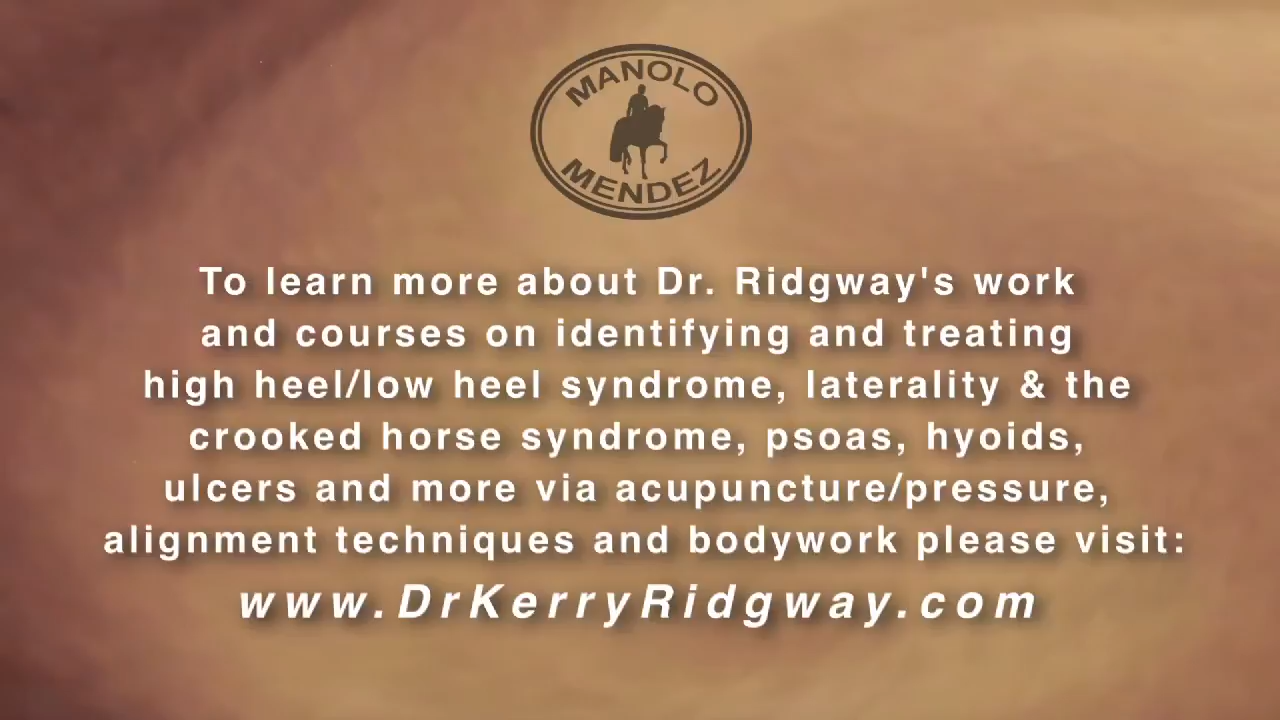 MANOLO
MENDEZ
To learn more about Dr. Ridgway's work
and courses on identifying and treating
high heel/low heel syndrome, laterality & the
crooked horse syndrome, psoas, hyoids,
ulcers and more via acupuncture/pressure,
alignment techniques and bodywork please visit:
www.DrKerryRidgway.com